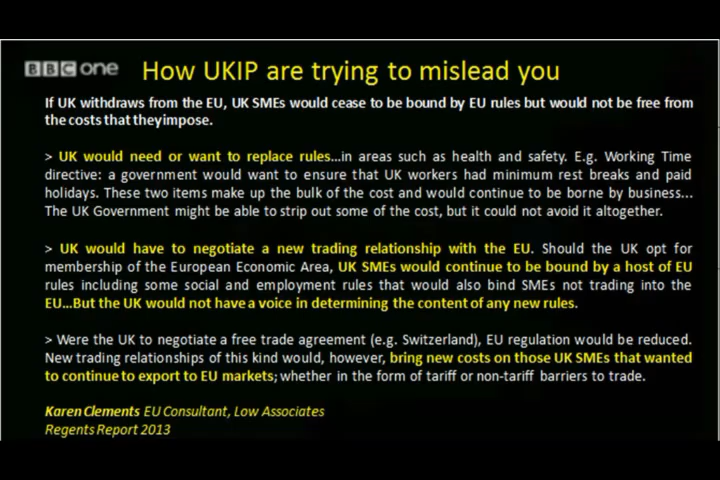 BBC one How UKIP are trying to mislead you
If UK withdraws from the EU, UK SMEs would cease to be bound by EU rules but would not be free from
the costs that theyimpose.
> UK would need or want to replace rules...in areas such as health and safety. E.g. Working Time
directive: a government would want to ensure that UK workers had minimum rest breaks and paid
holidays. These two items make up the bulk of the cost and would continue to be borne by business...
The UK Government might be able to strip out some of the cost, but it could not avoid it altogether.
> UK would have to negotiate a new trading relationship with the EU. Should the UK opt for
membership of the European Economic Area, UK SMEs would continue to be bound by a host of EU
rules including some social and employment rules that would also bind SMEs not trading into the
EU...But the UK would not have a voice in determining the content of any new rules.
> Were the UK to negotiate a free trade agreement (e.g. Switzerland), EU regulation would be reduced.
New trading relationships of this kind would, however, bring new costs on those UK SMEs that wanted
to continue to export to EU markets; whether in the form of tariff or non-tariff barriers to trade.
Karen Clements EU Consultant, Low Associates
Regents Report 2013